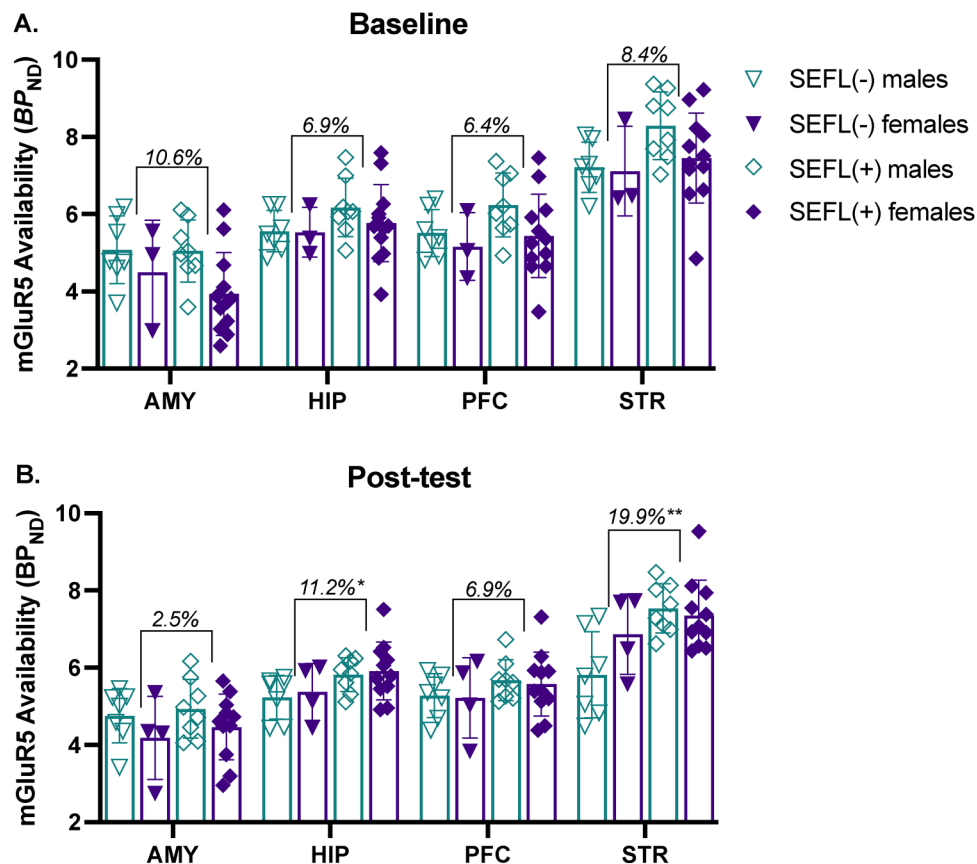 A.
Baseline
mGluR5 Availability (BP_ND)
10
8
6
4
2
10.6%
6.9%
6.4%
8.4%
AMY HIP PFC STR
SEFL(-) males
SEFL(-) females
SEFL(+) males
SEFL(+) females
B.
Post-test
mGluR5 Availability (BP_ND)
10
8
6
4
2
2.5%
11.2%*
6.9%
19.9%**
AMY HIP PFC STR